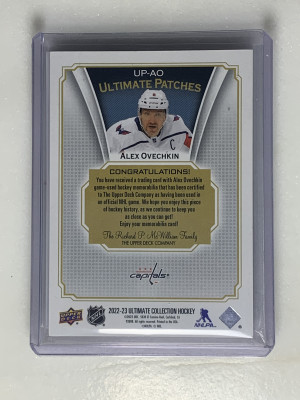 UP-AO
ULTIMATE PATCHES
C
ALEX OVECHKIN
CONGRATULATIONS!
You have received a trading card with Alex Ovechkin
game-used hockey memorabilia that has been certified
to The Upper Deck Company as having been used in
an official NHL game. We hope you enjoy this piece
of hockey history, as we continue to keep you
as close as you can get!
Enjoy your memorabilia card!
The Richard P. McWilliam Family
THE UPPER DECK COMPANY
capitals
UPPER DECK
NHL
2022-23 ULTIMATE COLLECTION HOCKEY
NHLPA